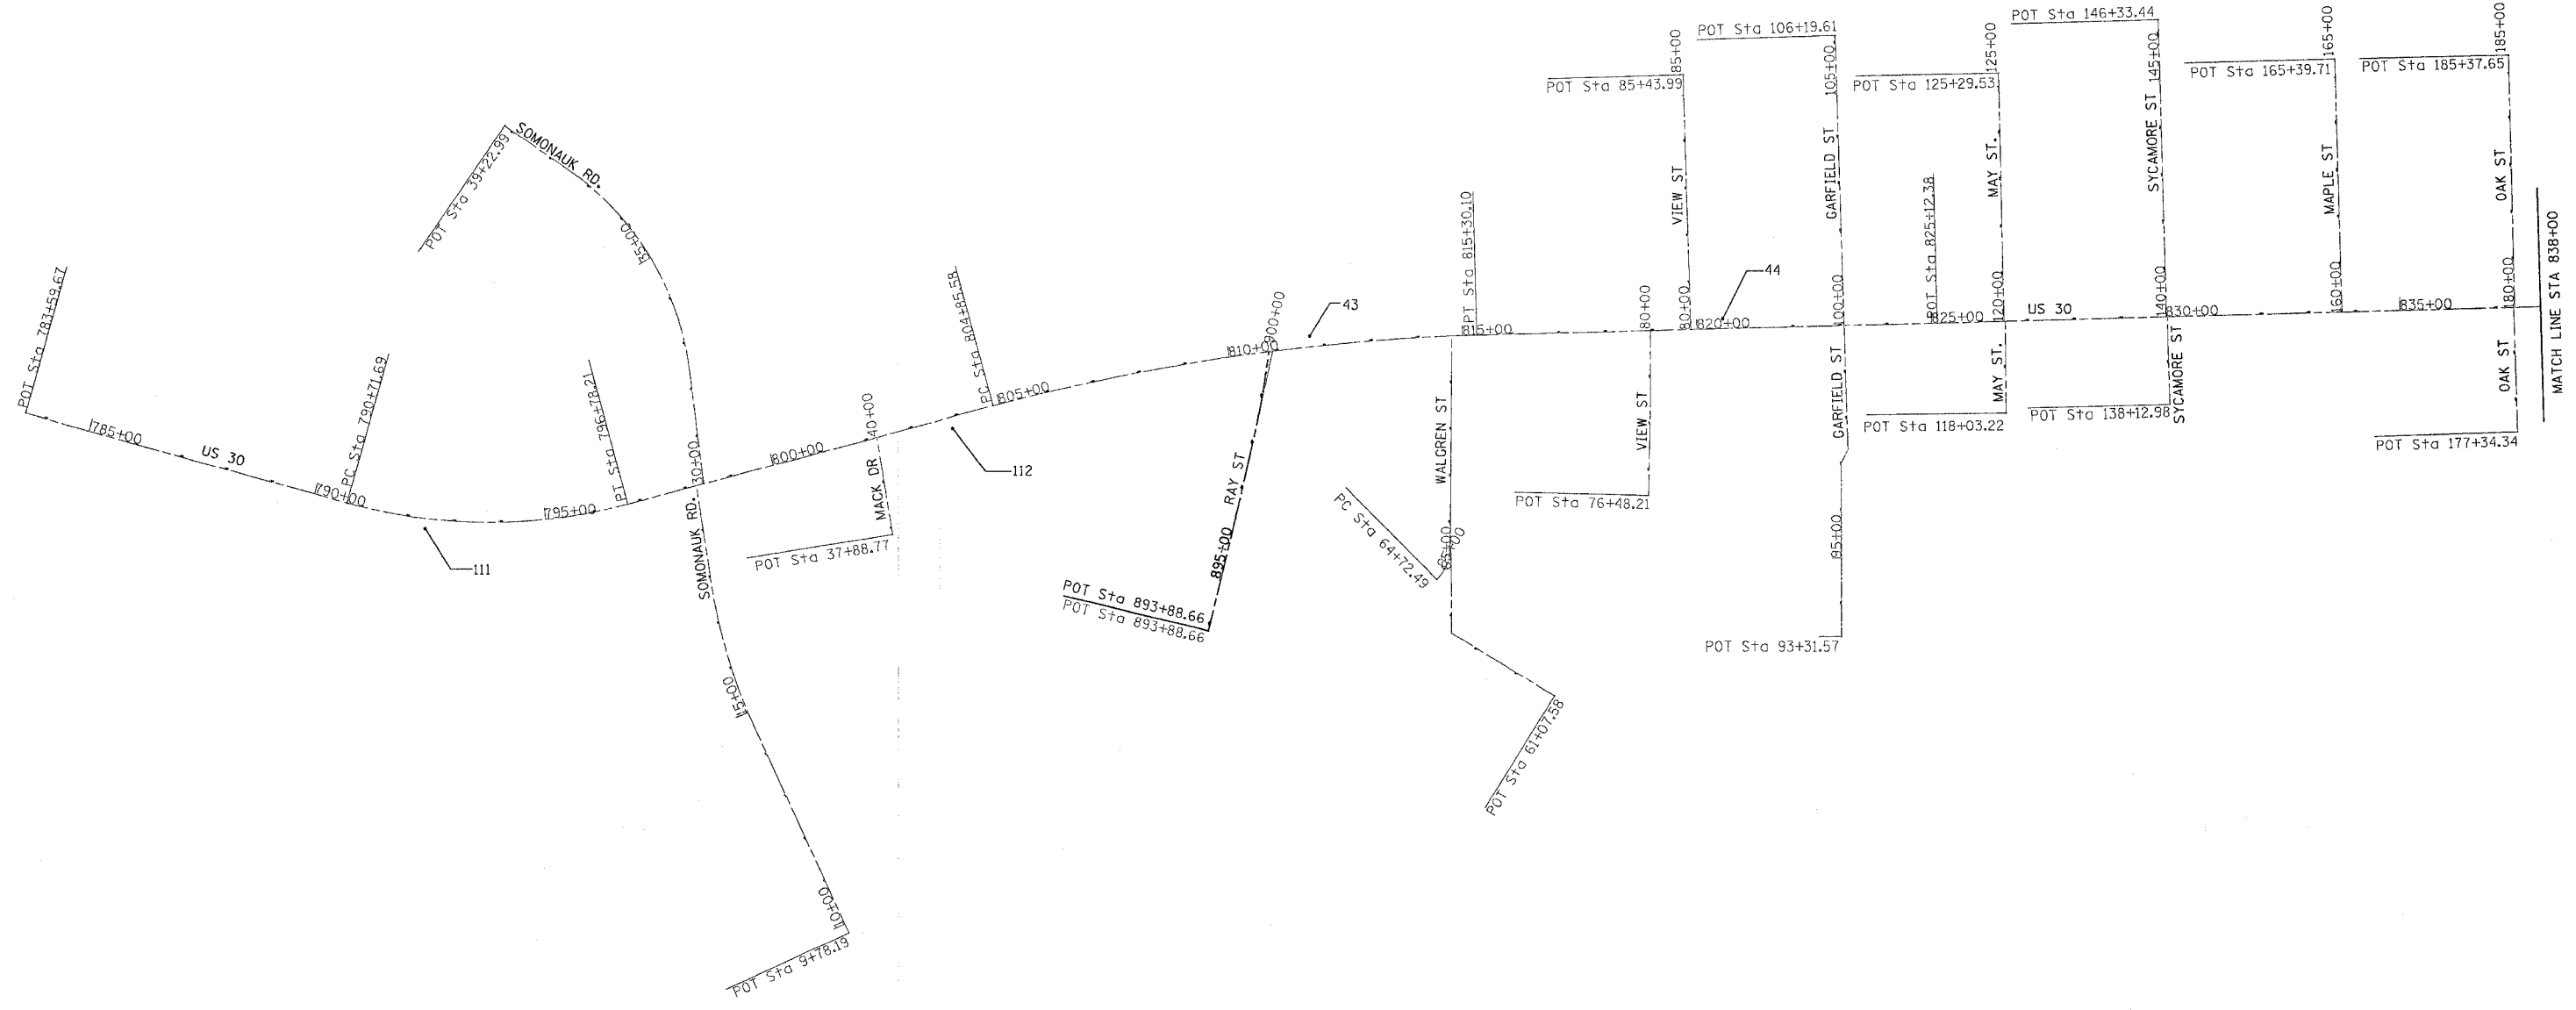 POT Sta 783+59.67
785+00
US 30
790+00
PC Sta 790+71.69
111
795+00
PT Sta 796+78.21
POT Sta 39+22.99
SOMONAUK RD.
35+00
30+00
SOMONAUK RD.
15+00
10+00
POT Sta 9+78.19
800+00
40+00
MACK DR
POT Sta 37+88.77
112
PC Sta 804+85.58
805+00
810+00
900+00
RAY ST
895+00
POT Sta 893+88.66
POT Sta 893+88.66
43
PT Sta 815+30.10
815+00
WALGREN ST
PC Sta 64+72.49
65+00
POT Sta 61+07.58
80+00
VIEW ST
POT Sta 76+48.21
POT Sta 85+43.99
85+00
VIEW ST
80+00
820+00
44
POT Sta 106+19.61
105+00
GARFIELD ST
100+00
GARFIELD ST
95+00
POT Sta 93+31.57
POT Sta 825+12.38
825+00
POT Sta 125+29.53
125+00
MAY ST.
120+00
MAY ST.
POT Sta 118+03.22
US 30
POT Sta 146+33.44
145+00
SYCAMORE ST
140+00
830+00
SYCAMORE ST
POT Sta 138+12.98
POT Sta 165+39.71
165+00
MAPLE ST
160+00
835+00
POT Sta 185+37.65
185+00
OAK ST
180+00
OAK ST
POT Sta 177+34.34
MATCH LINE STA 838+00